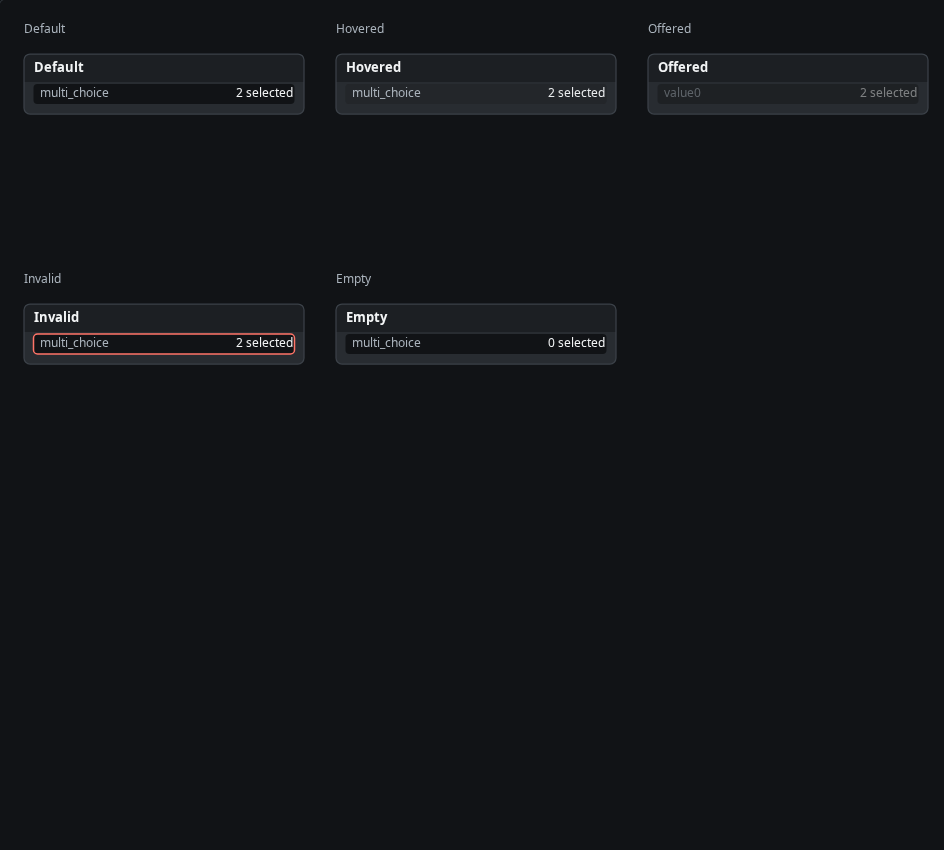 Default
Hovered
Offered
Default
Hovered
Offered
multi_choice 2 selected
multi_choice 2 selected
value0 2 selected
Invalid
Empty
Invalid
Empty
multi_choice 2 selected
multi_choice 0 selected